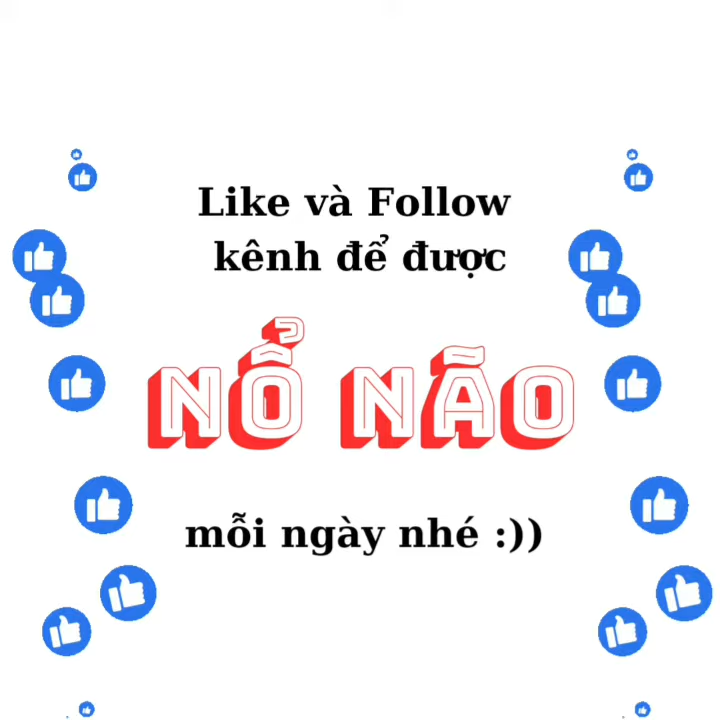 Like và Follow
kênh để được
NỔ NÃO
mỗi ngày nhé :))